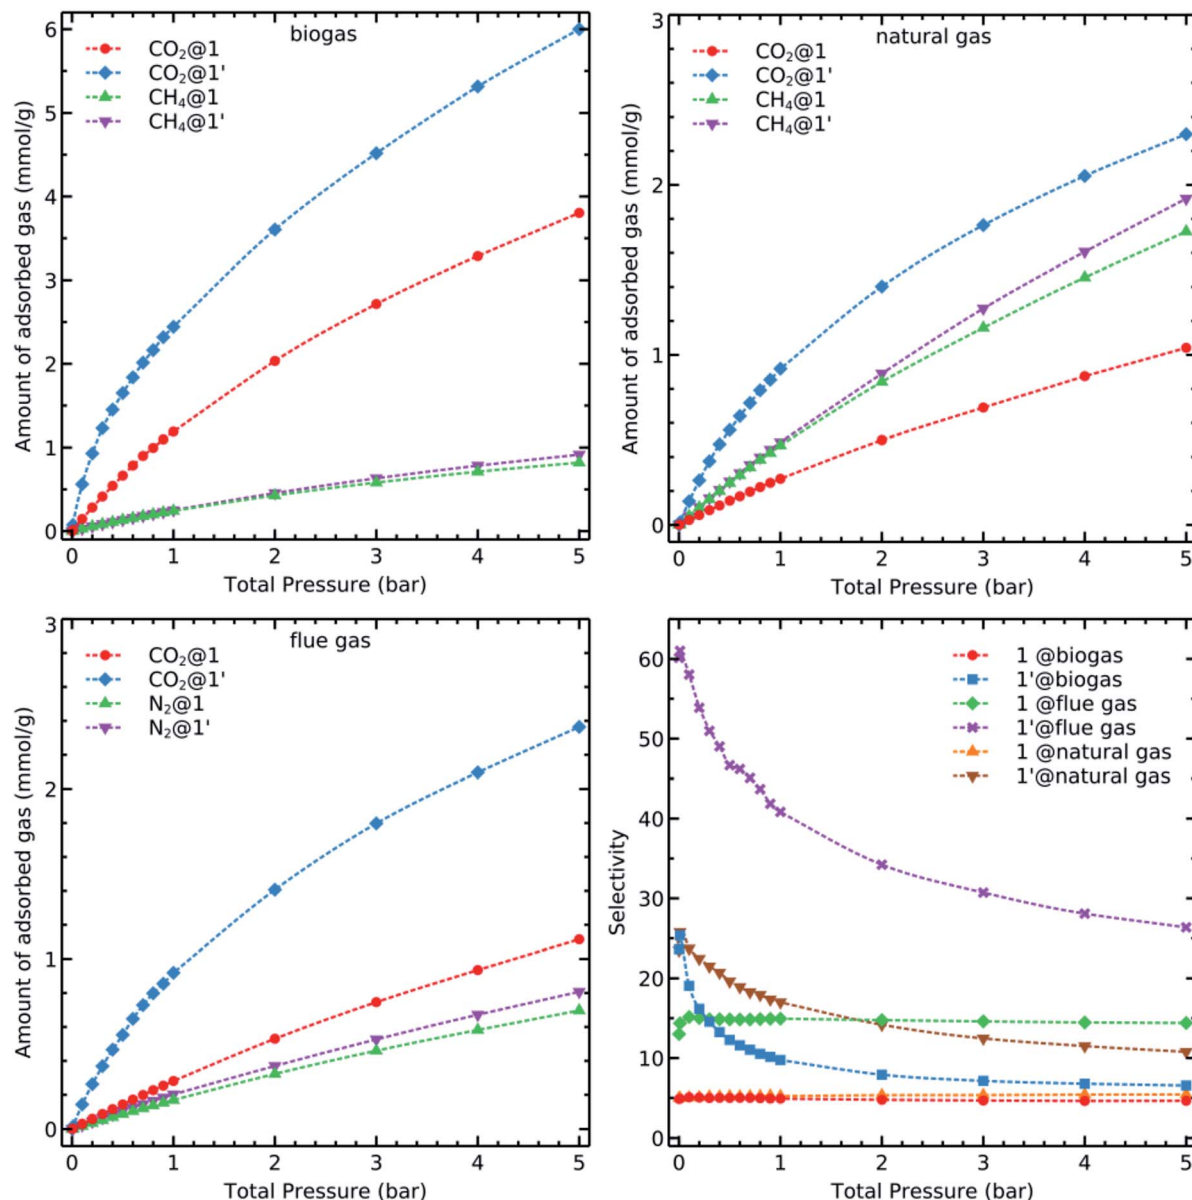 biogas
CO₂@1
CO₂@1'
CH₄@1
CH₄@1'
Amount of adsorbed gas (mmol/g)
6
5
4
3
2
1
0
0 1 2 3 4 5
Total Pressure (bar)
natural gas
CO₂@1
CO₂@1'
CH₄@1
CH₄@1'
Amount of adsorbed gas (mmol/g)
3
2
1
0
0 1 2 3 4 5
Total Pressure (bar)
flue gas
CO₂@1
CO₂@1'
N₂@1
N₂@1'
Amount of adsorbed gas (mmol/g)
3
2
1
0
0 1 2 3 4 5
Total Pressure (bar)
1 @biogas
1'@biogas
1 @flue gas
1'@flue gas
1 @natural gas
1'@natural gas
Selectivity
60
50
40
30
20
10
0
0 1 2 3 4 5
Total Pressure (bar)